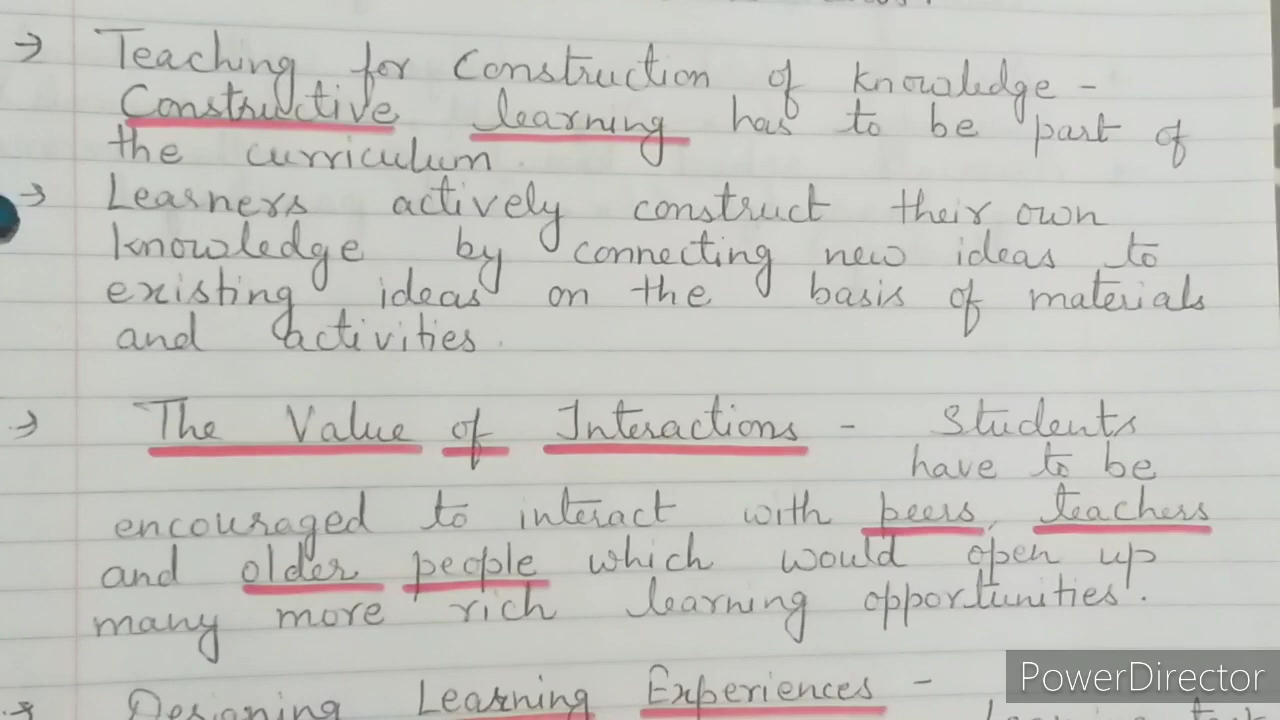 → Teaching for Construction of knowledge -
Constructive learning has to be part of
the curriculum.
→ Learners actively construct their own
knowledge by connecting new ideas to
existing ideas on the basis of materials
and activities.
→ The Value of Interactions - Students
have to be
encouraged to interact with peers, teachers
and older people which would open up
many more rich learning opportunities.
PowerDirector
Designing Learning Experiences -